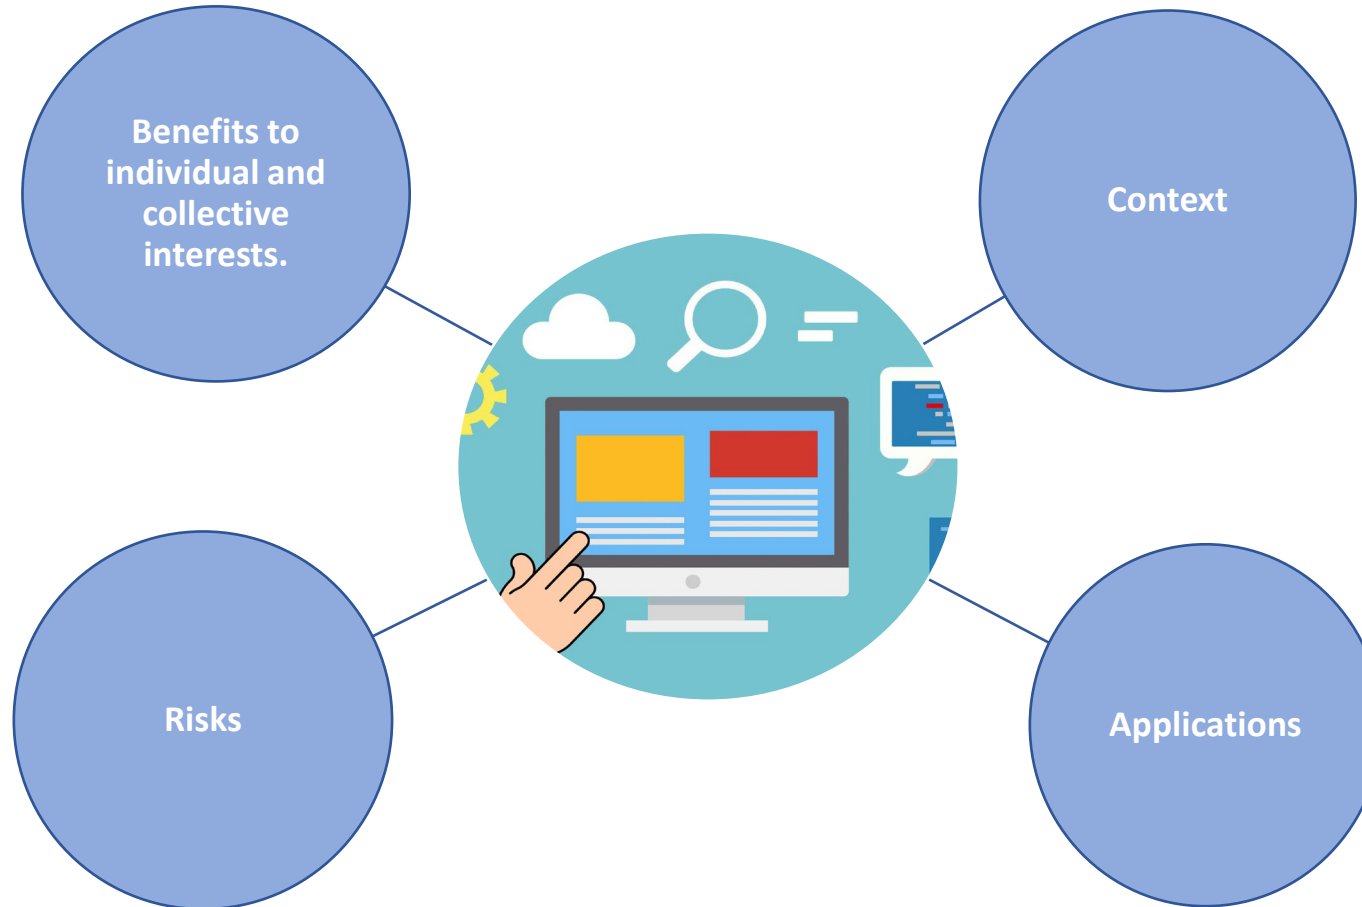 Benefits to
individual and
collective
interests.
Context
Risks
Applications